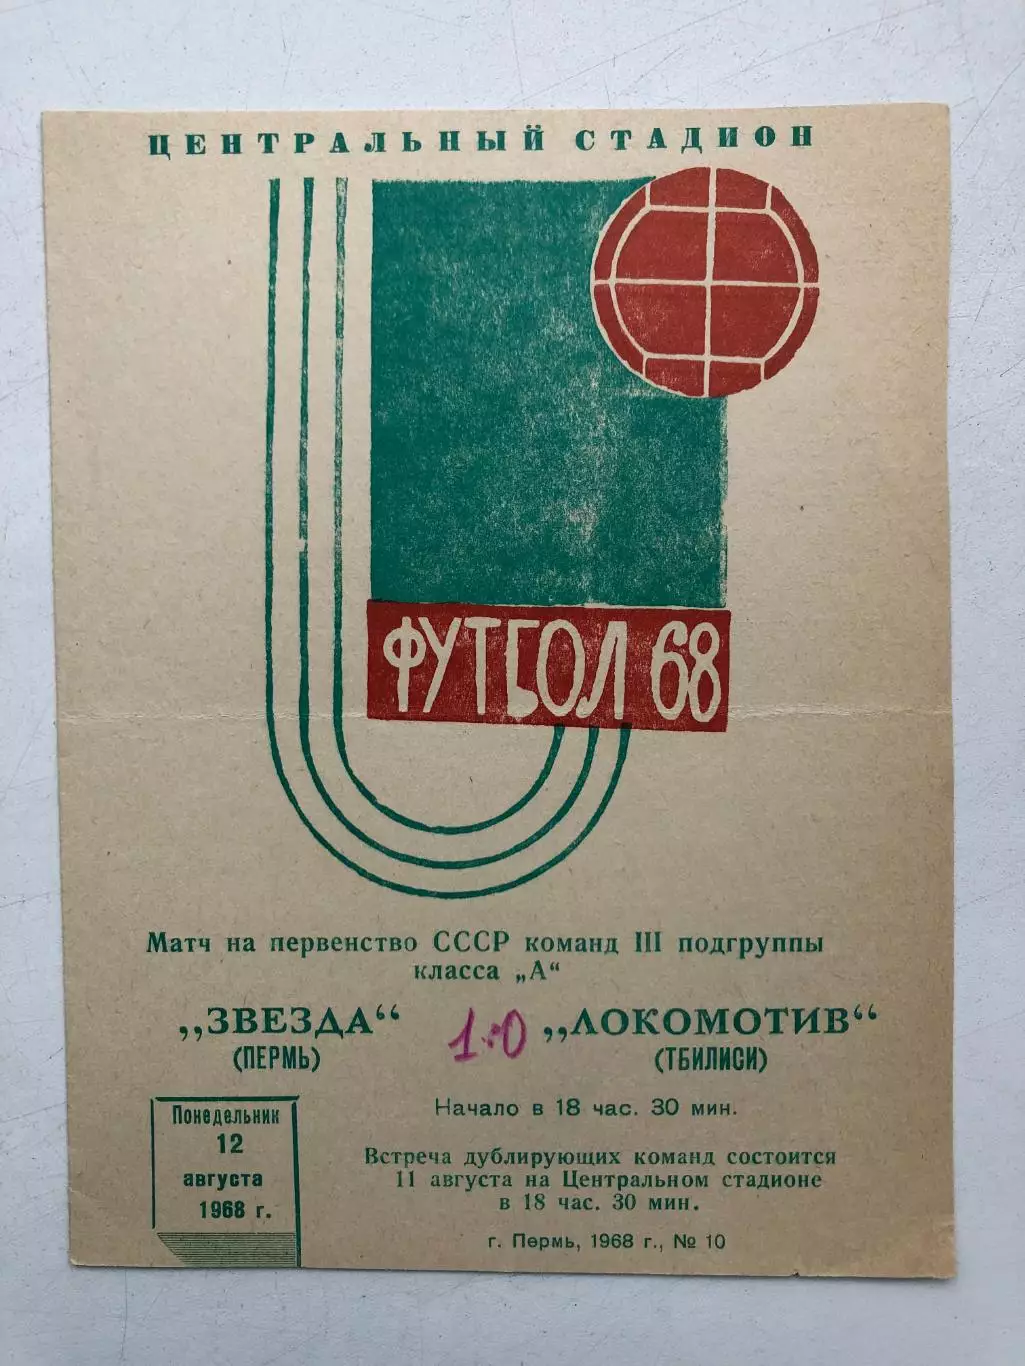 ЦЕНТРАЛЬНЫЙ СТАДИОН
ФУТБОЛ 68
Матч на первенство СССР команд III подгруппы
класса „А“
„ЗВЕЗДА“ 1:0 „ЛОКОМОТИВ“
(ПЕРМЬ) (ТБИЛИСИ)
Понедельник
12
августа
1968 г.
Начало в 18 час. 30 мин.
Встреча дублирующих команд состоится
11 августа на Центральном стадионе
в 18 час. 30 мин.
г. Пермь, 1968 г., № 10